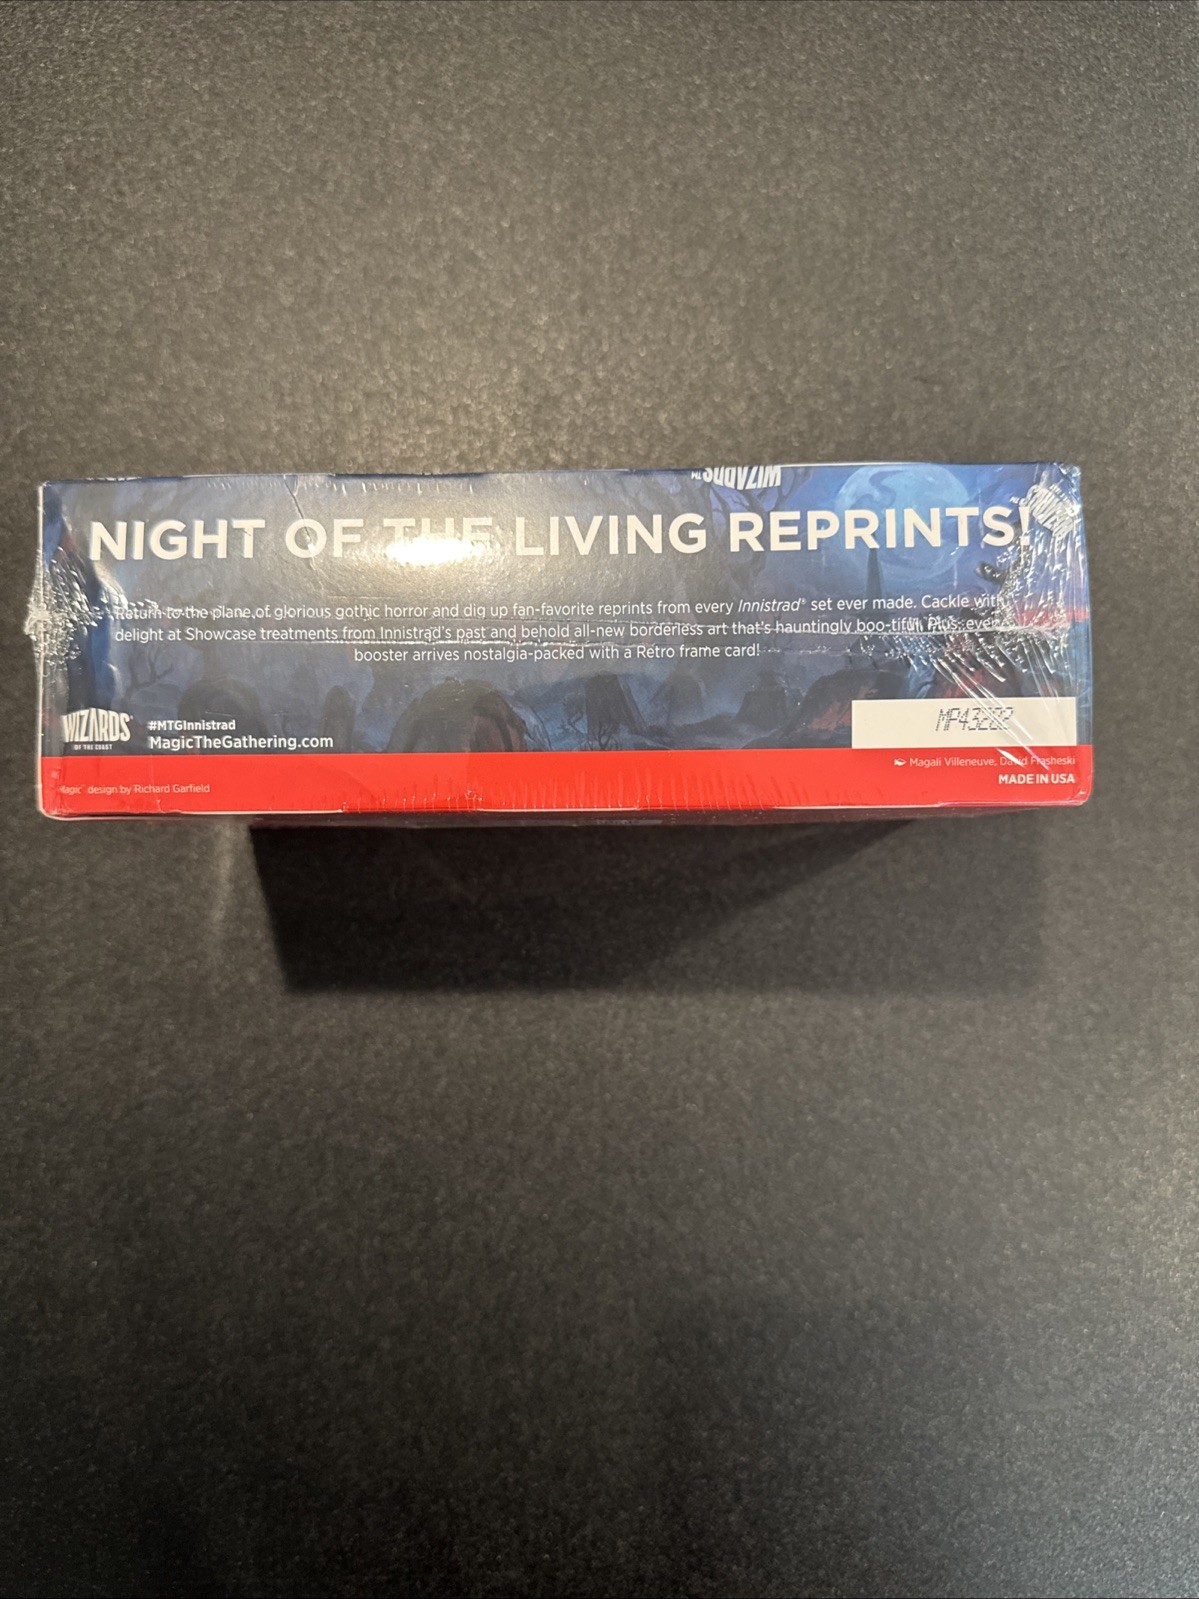 WIZARDS
NIGHT OF THE LIVING REPRINTS!
Return to the plane of glorious gothic horror and dig up fan-favorite reprints from every Innistrad® set ever made. Cackle with
delight at Showcase treatments from Innistrad's past and behold all-new borderless art that's hauntingly boo-tiful! Plus, every
booster arrives nostalgia-packed with a Retro frame card!
WIZARDS®
OF THE COAST
#MTGInnistrad
MagicTheGathering.com
Magic® design by Richard Garfield
Magali Villeneuve, David Frasheski
MADE IN USA